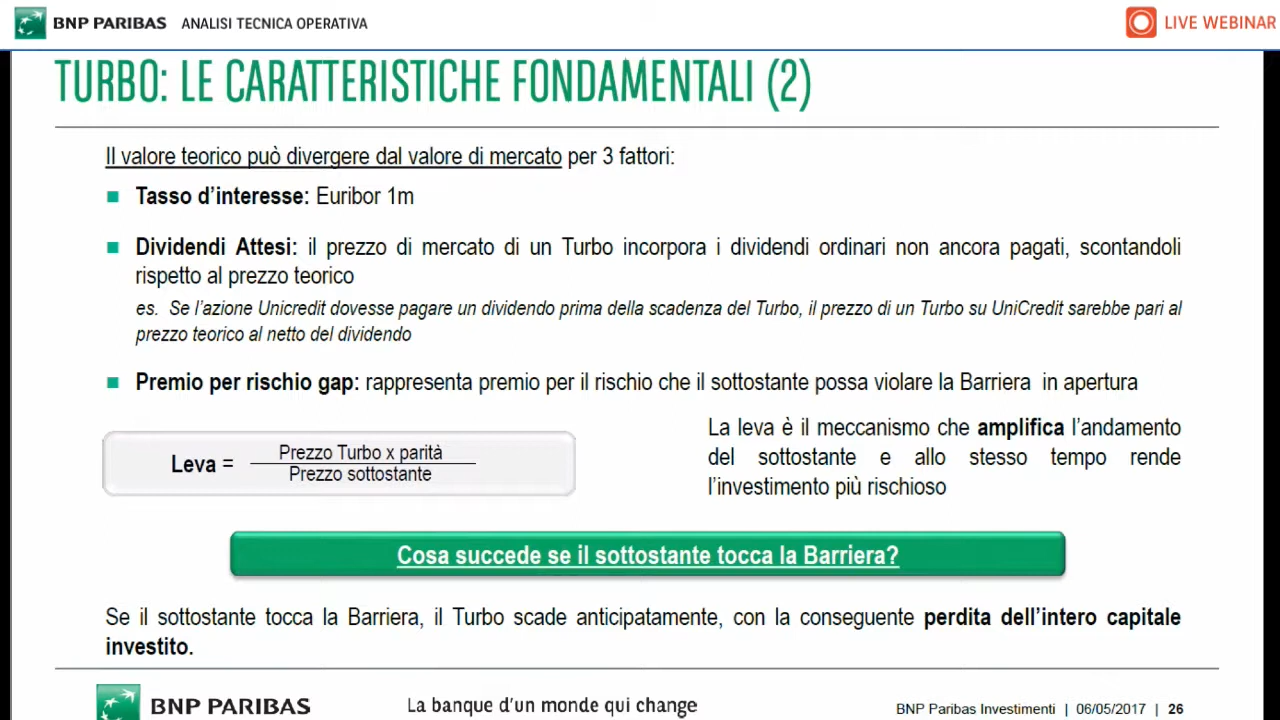 BNP PARIBAS ANALISI TECNICA OPERATIVA
LIVE WEBINAR
TURBO: LE CARATTERISTICHE FONDAMENTALI (2)
Il valore teorico può divergere dal valore di mercato per 3 fattori:
Tasso d'interesse: Euribor 1m
Dividendi Attesi: il prezzo di mercato di un Turbo incorpora i dividendi ordinari non ancora pagati, scontandoli
rispetto al prezzo teorico
es. Se l'azione Unicredit dovesse pagare un dividendo prima della scadenza del Turbo, il prezzo di un Turbo su UniCredit sarebbe pari al
prezzo teorico al netto del dividendo
Premio per rischio gap: rappresenta premio per il rischio che il sottostante possa violare la Barriera in apertura
Leva = Prezzo Turbo x parità
Prezzo sottostante
La leva è il meccanismo che amplifica l'andamento
del sottostante e allo stesso tempo rende
l'investimento più rischioso
Cosa succede se il sottostante tocca la Barriera?
Se il sottostante tocca la Barriera, il Turbo scade anticipatamente, con la conseguente perdita dell'intero capitale
investito.
BNP PARIBAS
La banque d'un monde qui change
BNP Paribas Investimenti | 06/05/2017 | 26